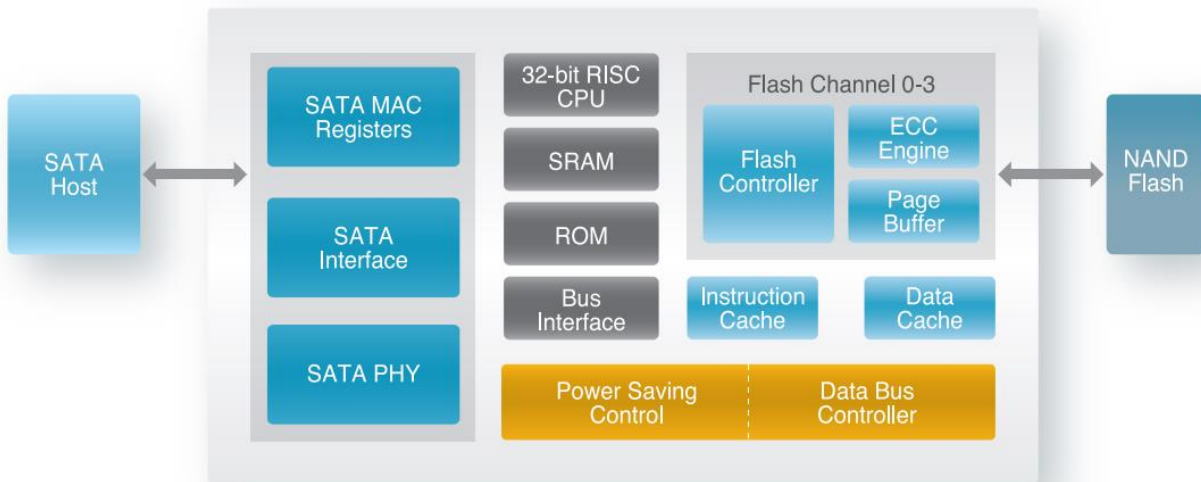 SATA
Host
SATA MAC
Registers
SATA
Interface
SATA PHY
32-bit RISC
CPU
SRAM
ROM
Bus
Interface
Flash Channel 0-3
Flash
Controller
ECC
Engine
Page
Buffer
Instruction
Cache
Data
Cache
Power Saving
Control
Data Bus
Controller
NAND
Flash